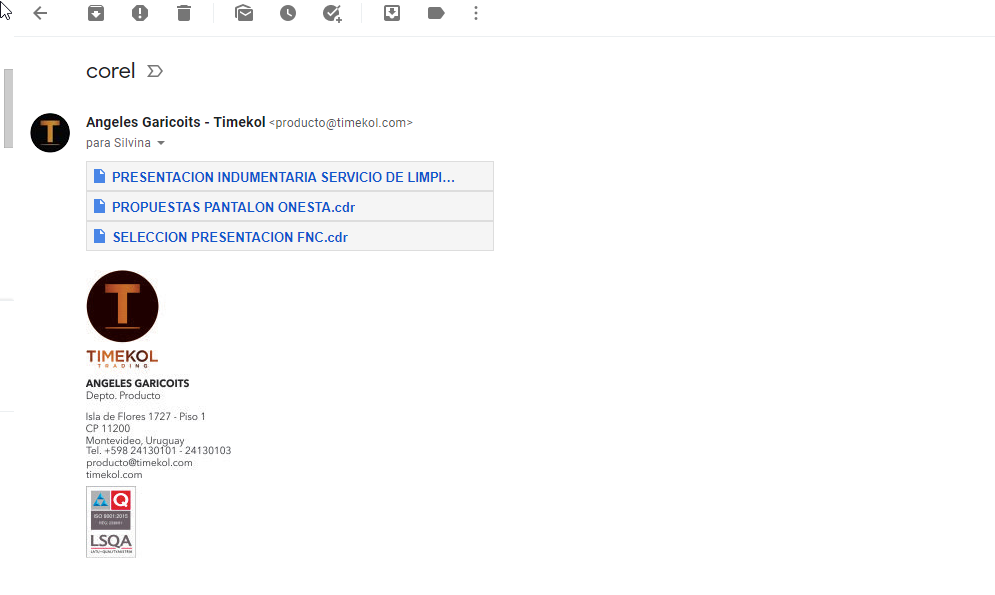 corel
Angeles Garicoits - Timekol <producto@timekol.com>
para Silvina
PRESENTACION INDUMENTARIA SERVICIO DE LIMPI...
PROPUESTAS PANTALON ONESTA.cdr
SELECCION PRESENTACION FNC.cdr
T
TIMEKOL
TRADING
ANGELES GARICOITS
Depto. Producto
Isla de Flores 1727 - Piso 1
CP 11200
Montevideo, Uruguay
Tel. +598 24130101 - 24130103
producto@timekol.com
timekol.com
Q
ISO 9001:2015
LSQA